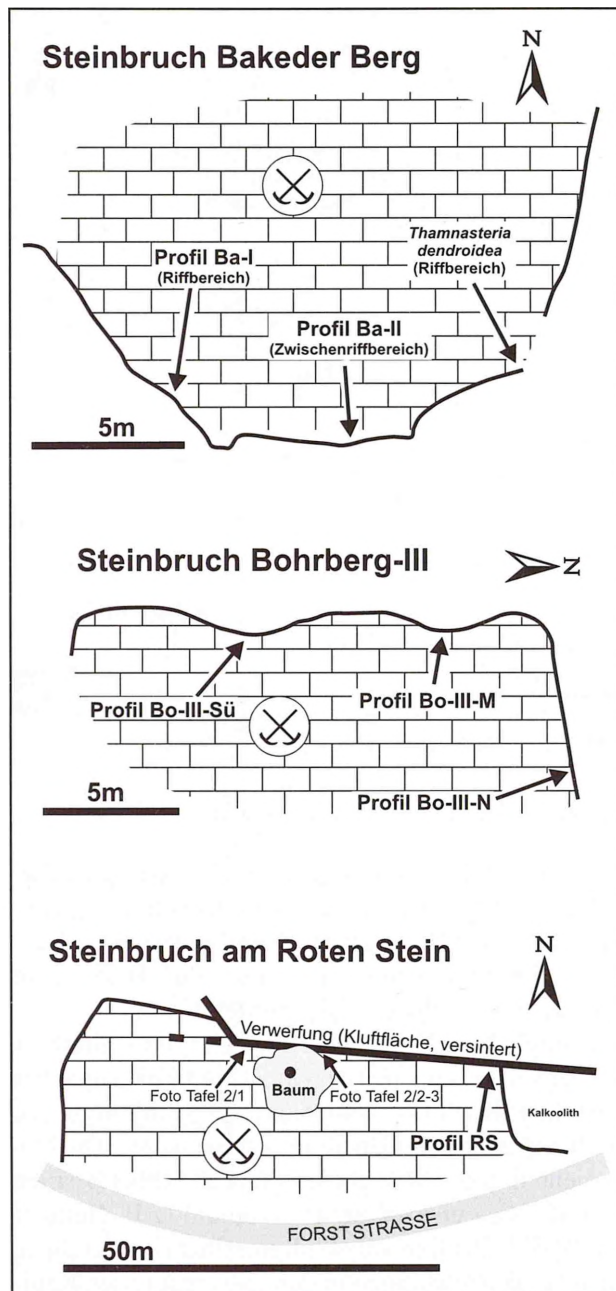 Steinbruch Bakeder Berg
N
Thamnasteria
dendroidea
(Riffbereich)
Profil Ba-I
(Riffbereich)
Profil Ba-II
(Zwischenriffbereich)
5m
Steinbruch Bohrberg-III
N
Profil Bo-III-Sü
Profil Bo-III-M
5m
Profil Bo-III-N
Steinbruch am Roten Stein
N
Verwerfung (Kluftfläche, versintert)
Foto Tafel 2/1
Baum
Foto Tafel 2/2-3
Kalkoolith
Profil RS
FORSTSTRASSE
50m